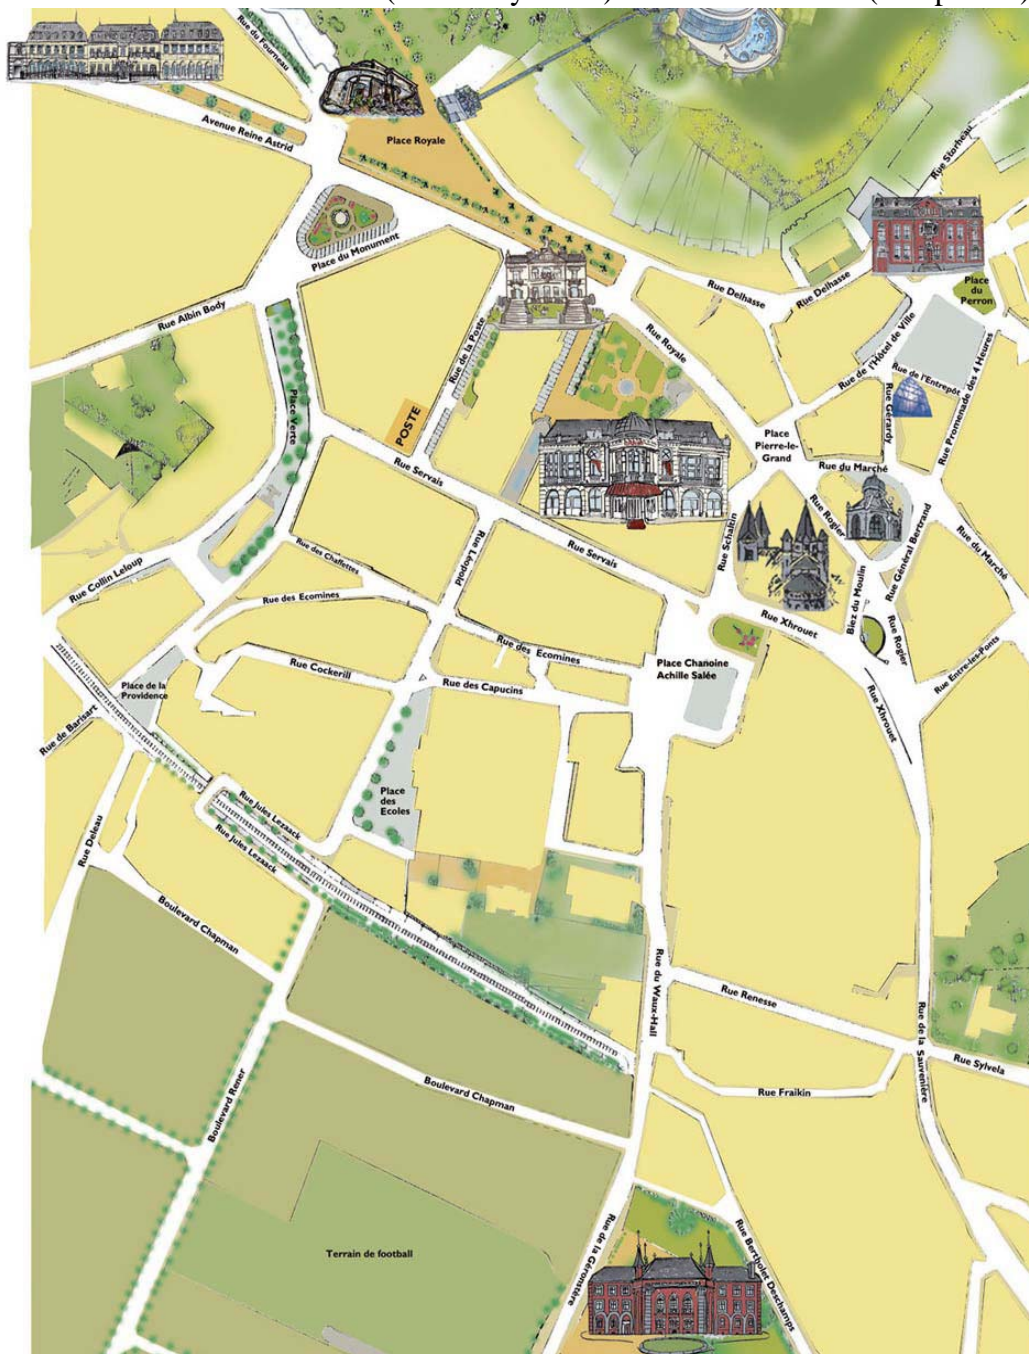 Rue du Fourneau
Avenue Reine Astrid
Place Royale
Rue Storheau
Place du Monument
Rue Delhasse
Rue Delhasse
Place
du
Perron
Rue Albin Body
Rue de la Poste
Rue Royale
Rue de l'Hôtel de Ville
Rue de l'Entrepôt
Rue Gérardy
Rue Promenade des 4 Heures
Place Verte
POSTE
Place
Pierre-le-
Grand
Rue du Marché
Rue Servais
Rue Servais
Rue Léopold
Rue Schaltin
Rue Rogier
Rue Général Bertrand
Rue du Marché
Rue des Chaffettes
Rue Collin Leloup
Rue des Ecomines
Rue des Ecomines
Rue Xhrouet
Biez du Moulin
Rue Rogier
Rue Entre-les-Ponts
Rue Cockerill
Rue des Capucins
Place Chanoine
Achille Salée
Place de la
Providence
Rue de Barisart
Rue Xhrouet
Rue Jules Lezaack
Rue Jules Lezaack
Place
des
Ecoles
Rue Deleau
Boulevard Chapman
Rue du Waux-Hall
Rue Renesse
Rue de la Sauvenière
Rue Sylvela
Boulevard Rener
Boulevard Chapman
Rue Fraikin
Terrain de football
Rue de la Géronstère
Rue Bertholet Deschamps